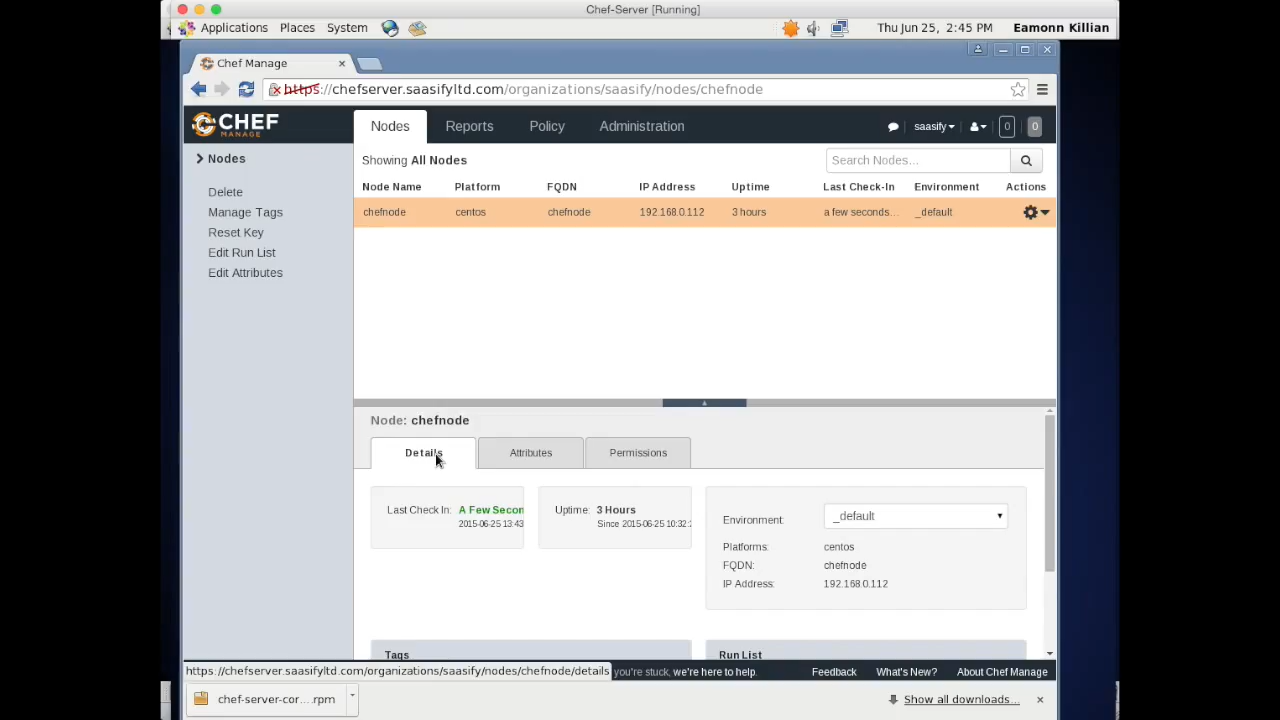 Chef-Server [Running]
Applications Places System Thu Jun 25, 2:45 PM Eamonn Killian
Chef Manage
https://chefserver.saasifyltd.com/organizations/saasify/nodes/chefnode
CHEF MANAGE Nodes Reports Policy Administration saasify 0 0
Nodes
Delete
Manage Tags
Reset Key
Edit Run List
Edit Attributes
Showing All Nodes Search Nodes...
Node Name Platform FQDN IP Address Uptime Last Check-In Environment Actions
chefnode centos chefnode 192.168.0.112 3 hours a few seconds... _default
Node: chefnode
Details Attributes Permissions
Last Check In: A Few Secon
2015-06-25 13:43
Uptime: 3 Hours
Since 2015-06-25 10:32:
Environment: _default
Platforms: centos
FQDN: chefnode
IP Address: 192.168.0.112
Tags Run List
https://chefserver.saasifyltd.com/organizations/saasify/nodes/chefnode/details you're stuck, we're here to help. Feedback What's New? About Chef Manage
chef-server-cor....rpm Show all downloads...